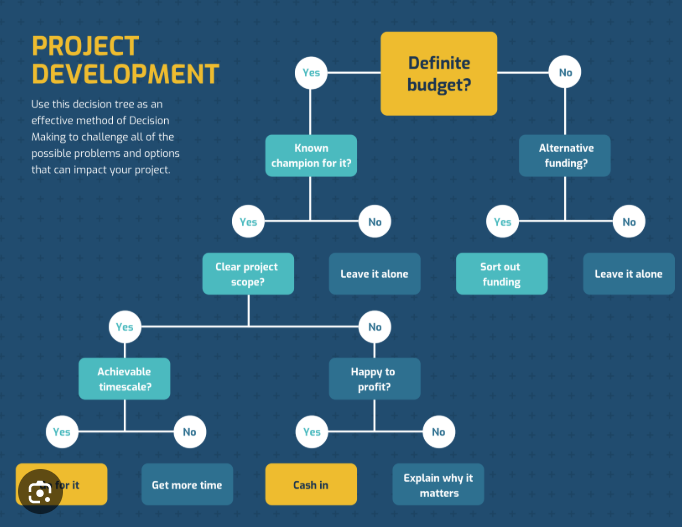 PROJECT
DEVELOPMENT
Use this decision tree as an
effective method of Decision
Making to challenge all of the
possible problems and options
that can impact your project.
Definite
budget?
Yes
No
Known
champion for it?
Alternative
funding?
Yes
No
Yes
No
Clear project
scope?
Leave it alone
Sort out
funding
Leave it alone
Yes
No
Achievable
timescale?
Happy to
profit?
Yes
No
Yes
No
for it
Get more time
Cash in
Explain why it
matters